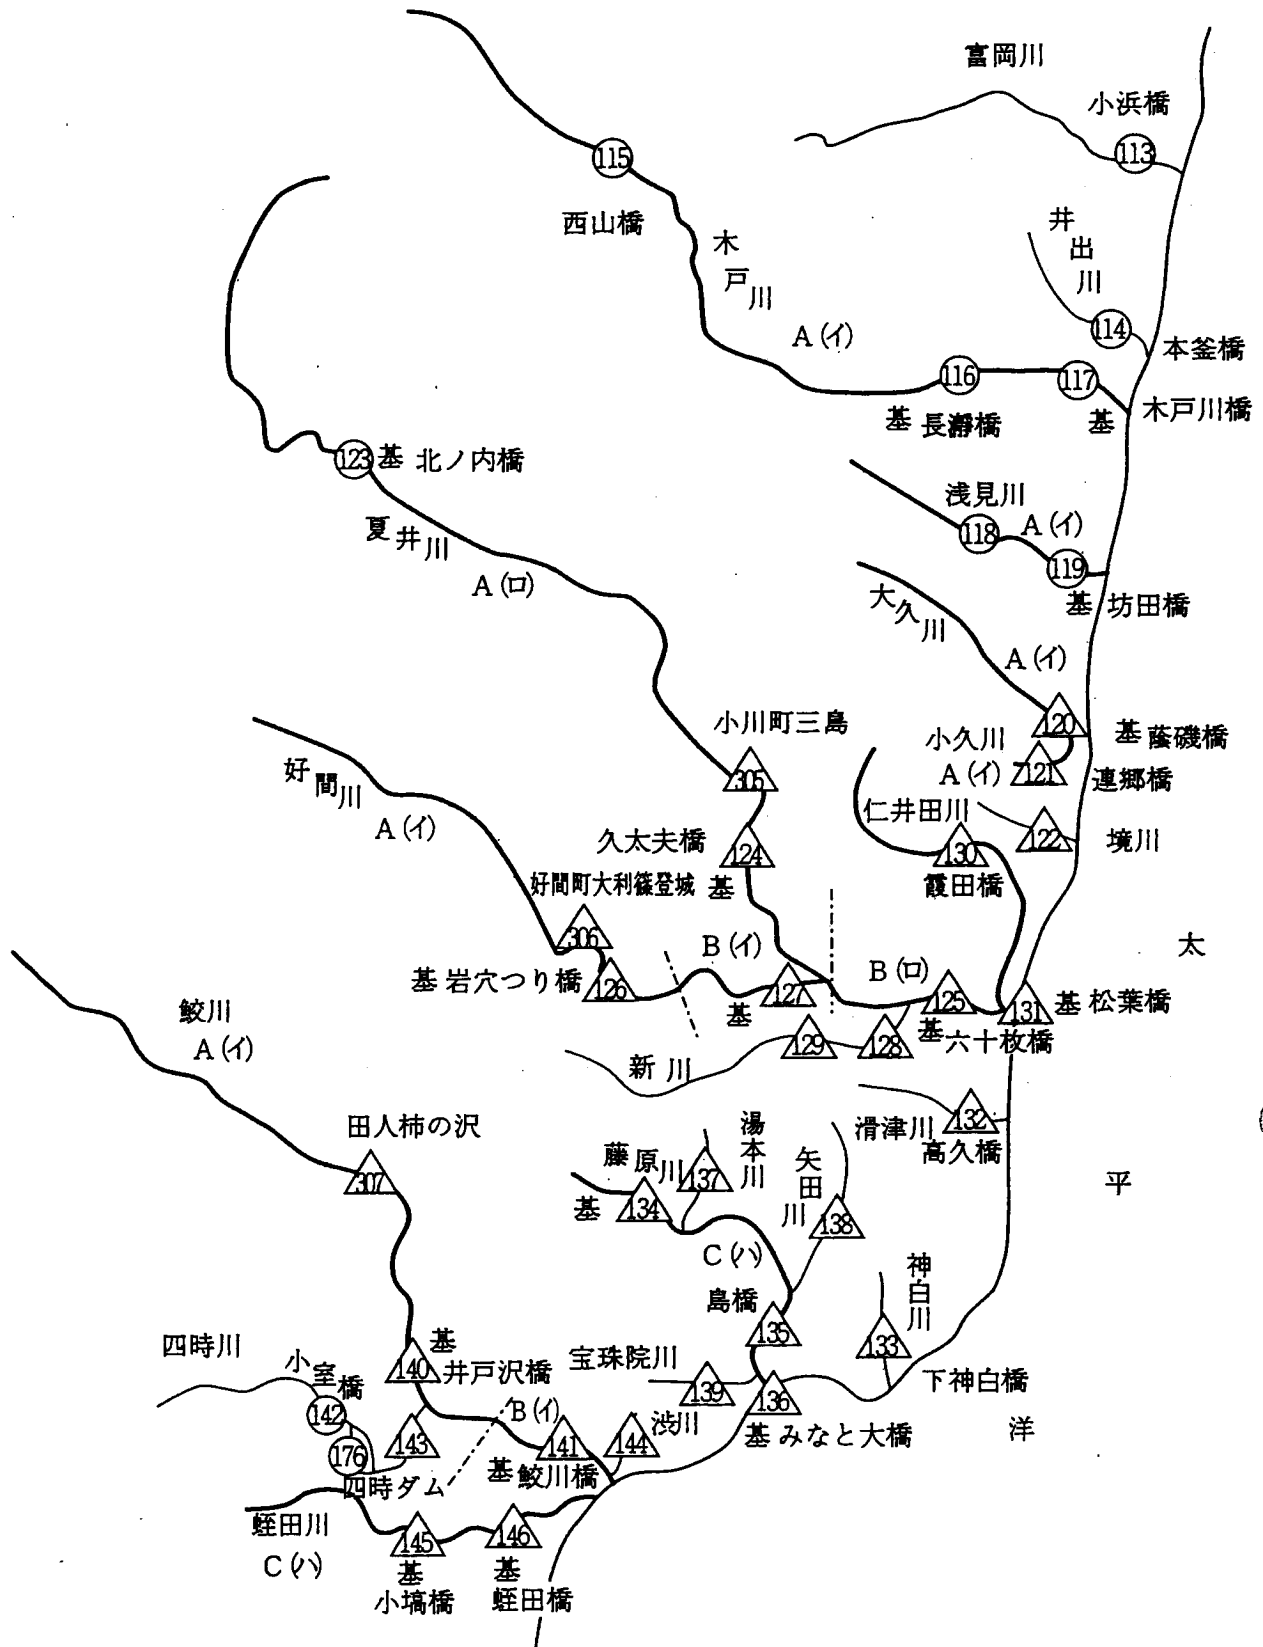 富岡川
小浜橋
113
115
西山橋
木戸川
A(イ)
井出川
114
本釜橋
116
117
基 長瀞橋
基
木戸川橋
123
基 北ノ内橋
夏井川
A(ロ)
浅見川
118
A(イ)
119
基 坊田橋
大久川
A(イ)
120
基 蔭磯橋
小久川
A(イ)
121
連郷橋
小川町三島
305
好間川
A(イ)
久太夫橋
124
基
仁井田川
130
霞田橋
122
境川
好間町大利篠登城
306
基 岩穴つり橋
126
B(イ)
127
基
B(ロ)
125
基
六十枚橋
131
基 松葉橋
129
128
新川
太
平
洋
鮫川
A(イ)
田人柿の沢
307
滑津川
132
高久橋
藤原川
基
134
湯本川
137
矢田川
138
C(ハ)
島橋
135
神白川
133
下神白橋
宝珠院川
139
136
基 みなと大橋
四時川
小室橋
142
176
四時ダム
143
基
140
井戸沢橋
B(イ)
141
基 鮫川橋
144
渋川
蛭田川
C(ハ)
145
基
小塙橋
146
基
蛭田橋